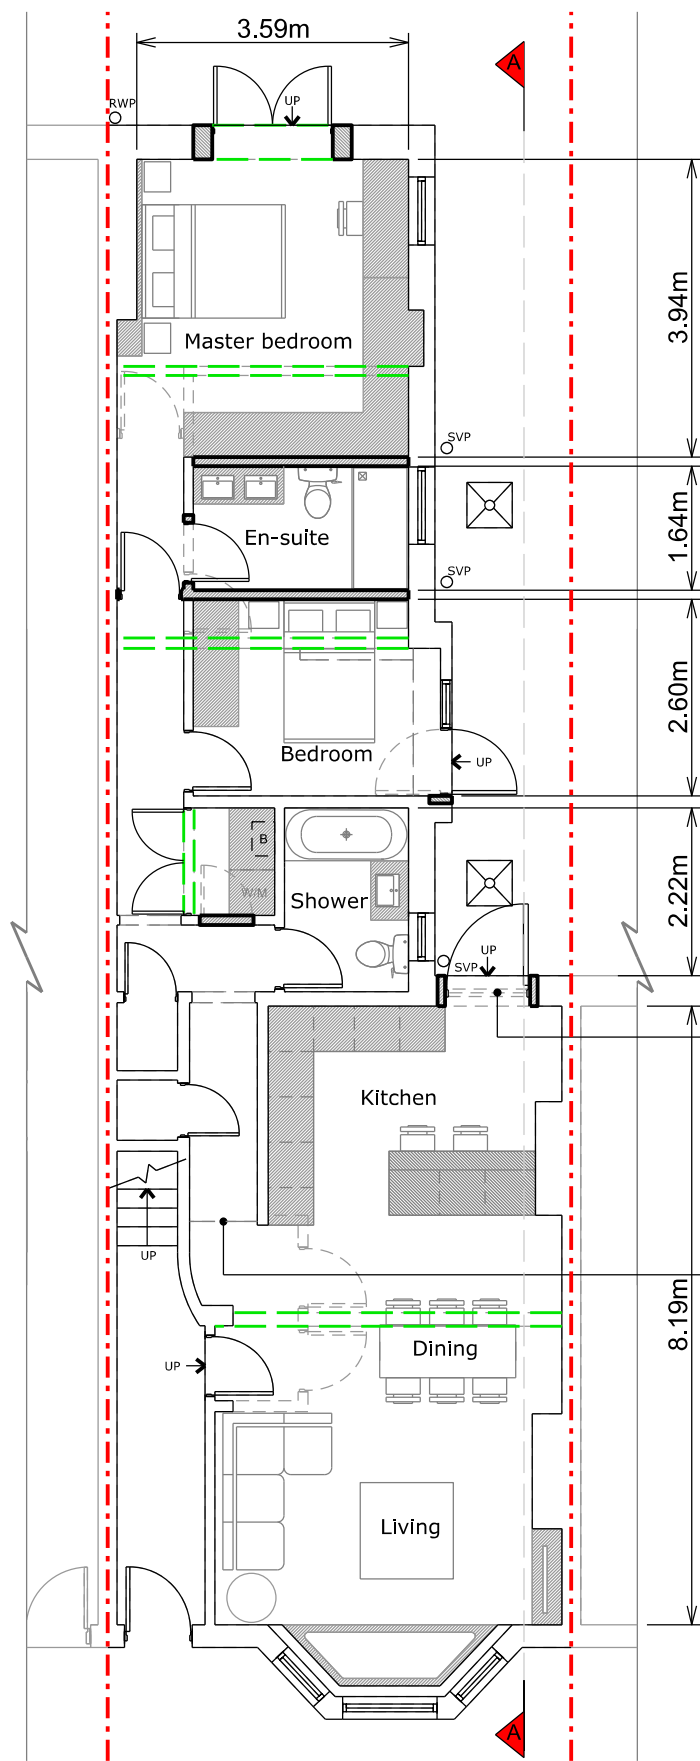 3.59m
A
RWP
UP
3.94m
Master bedroom
SVP
En-suite
1.64m
SVP
2.60m
Bedroom
UP
B
W/M
Shower
2.22m
SVP
UP
Kitchen
UP
8.19m
Dining
UP
Living
A